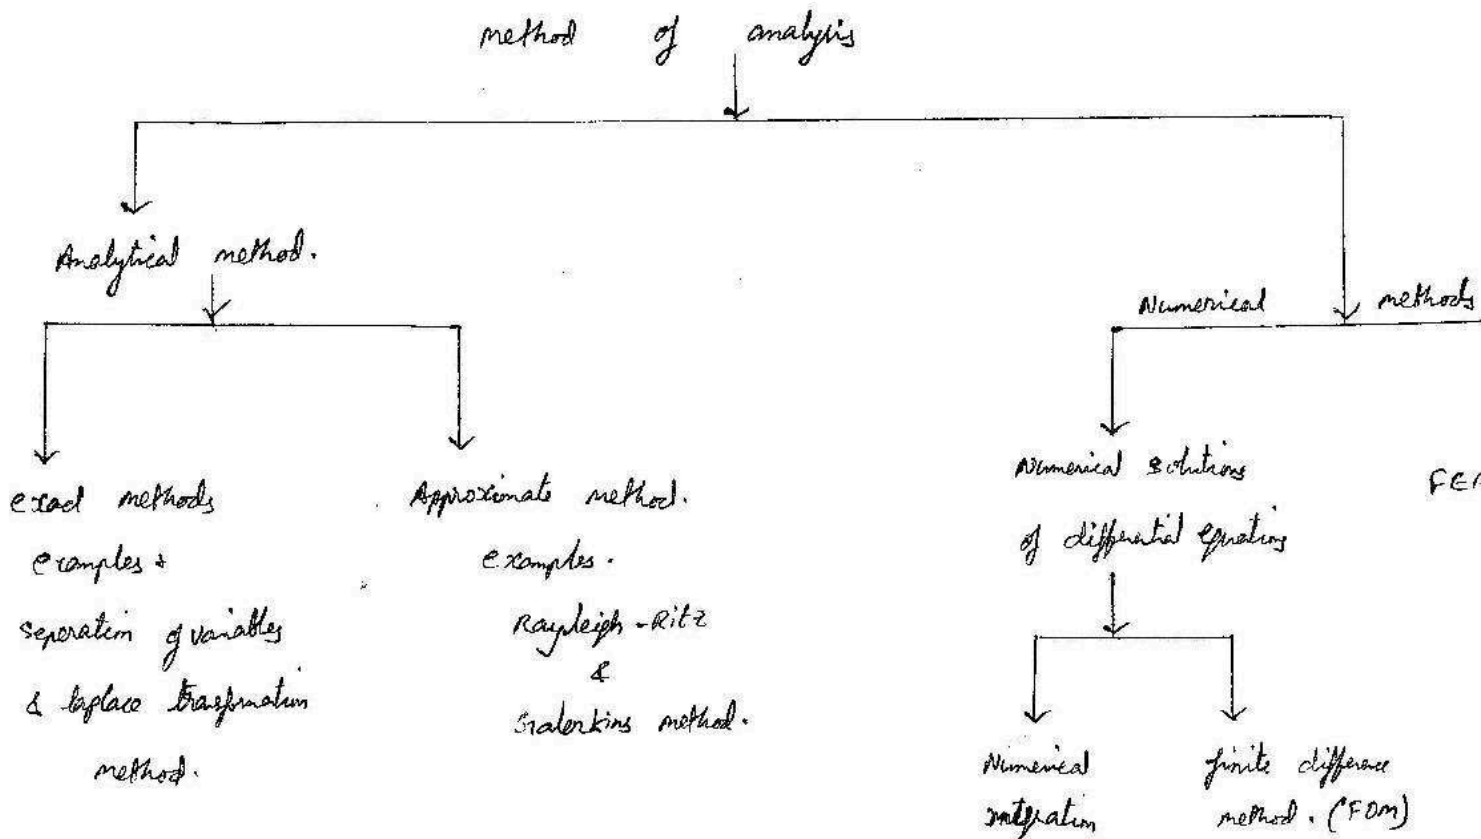 method of analysis
Analytical method.
Numerical methods
exact methods
examples &
seperation of variables
& laplace transformation
method.
Approximate method.
examples.
Rayleigh-Ritz
&
Galerkins method.
Numerical solutions
of differential equations
FE
Numerical
integration
finite difference
method. (FDM)